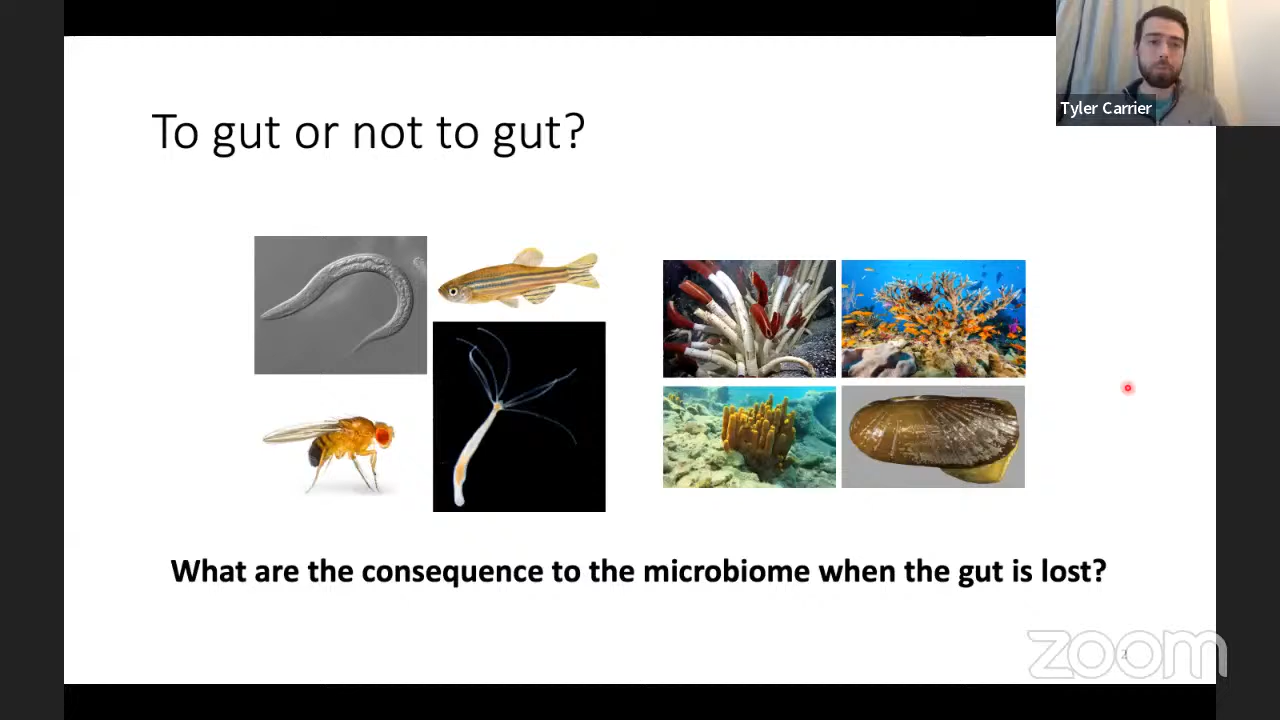 Tyler Carrier
To gut or not to gut?
What are the consequence to the microbiome when the gut is lost?
zoom
2